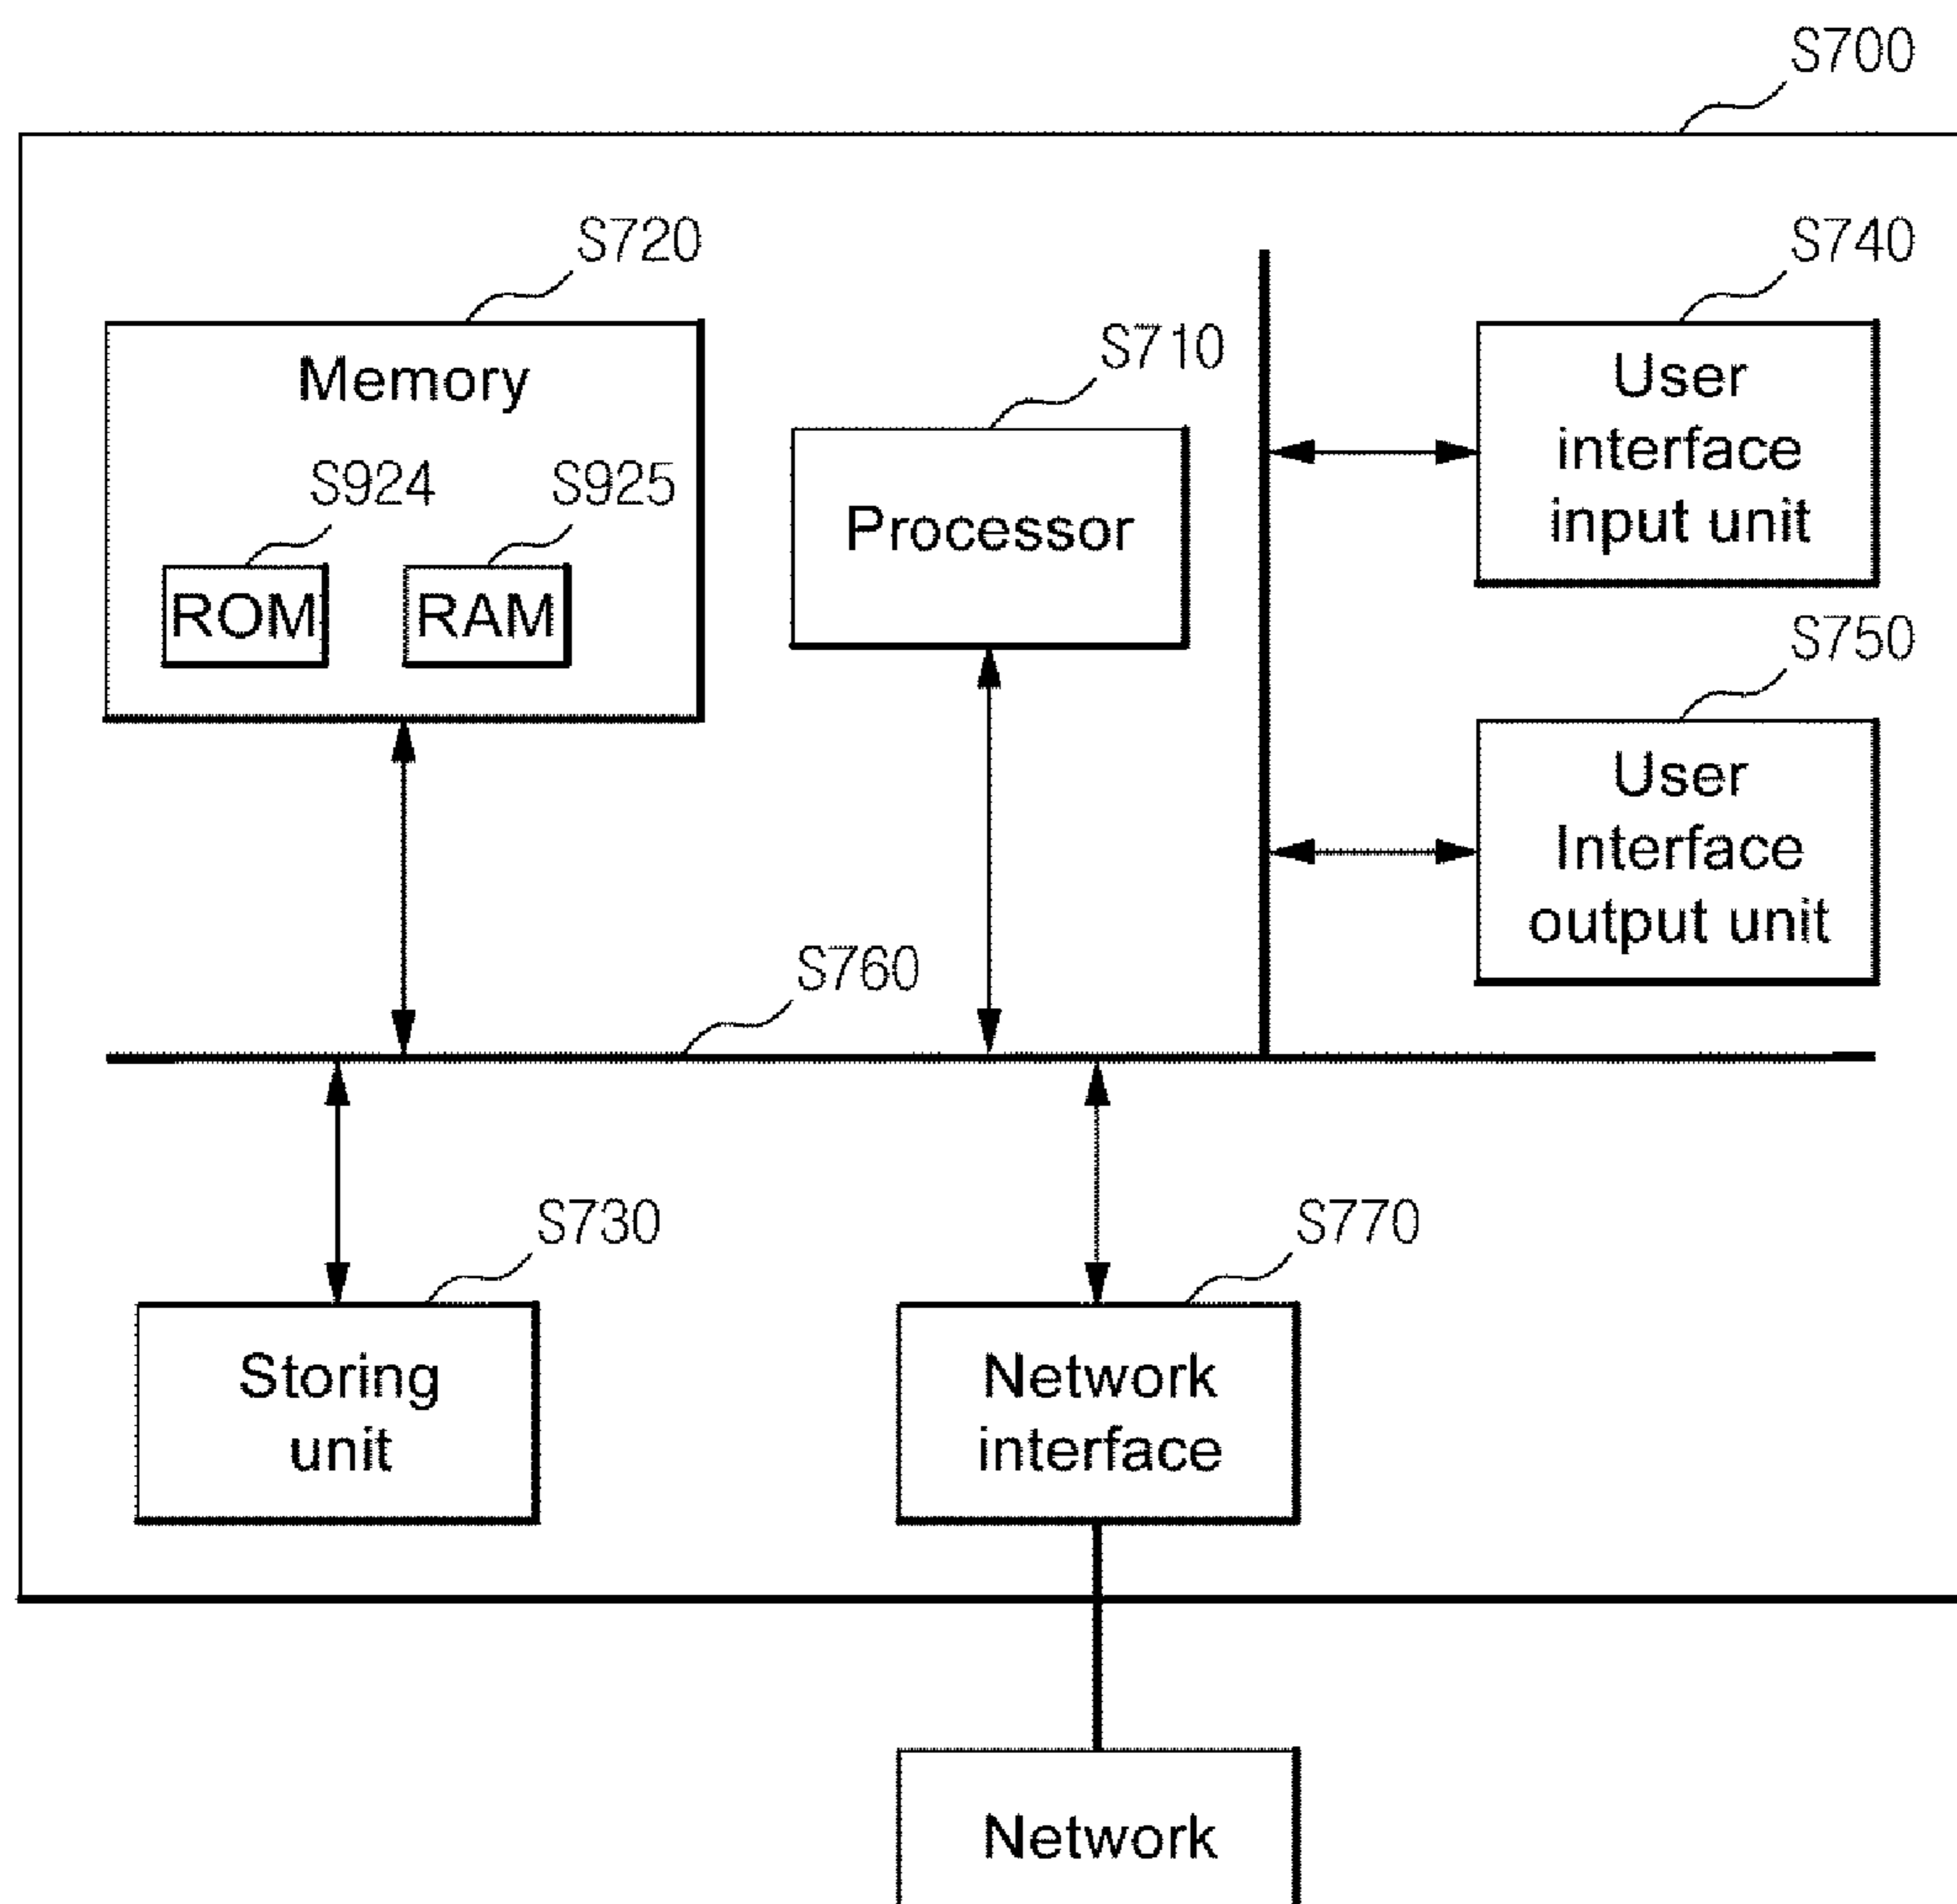 S700
S720
S740
S710
Memory
User
interface
input unit
S924
S925
Processor
ROM
RAM
S750
User
Interface
output unit
S760
S730
S770
Storing
unit
Network
interface
Network